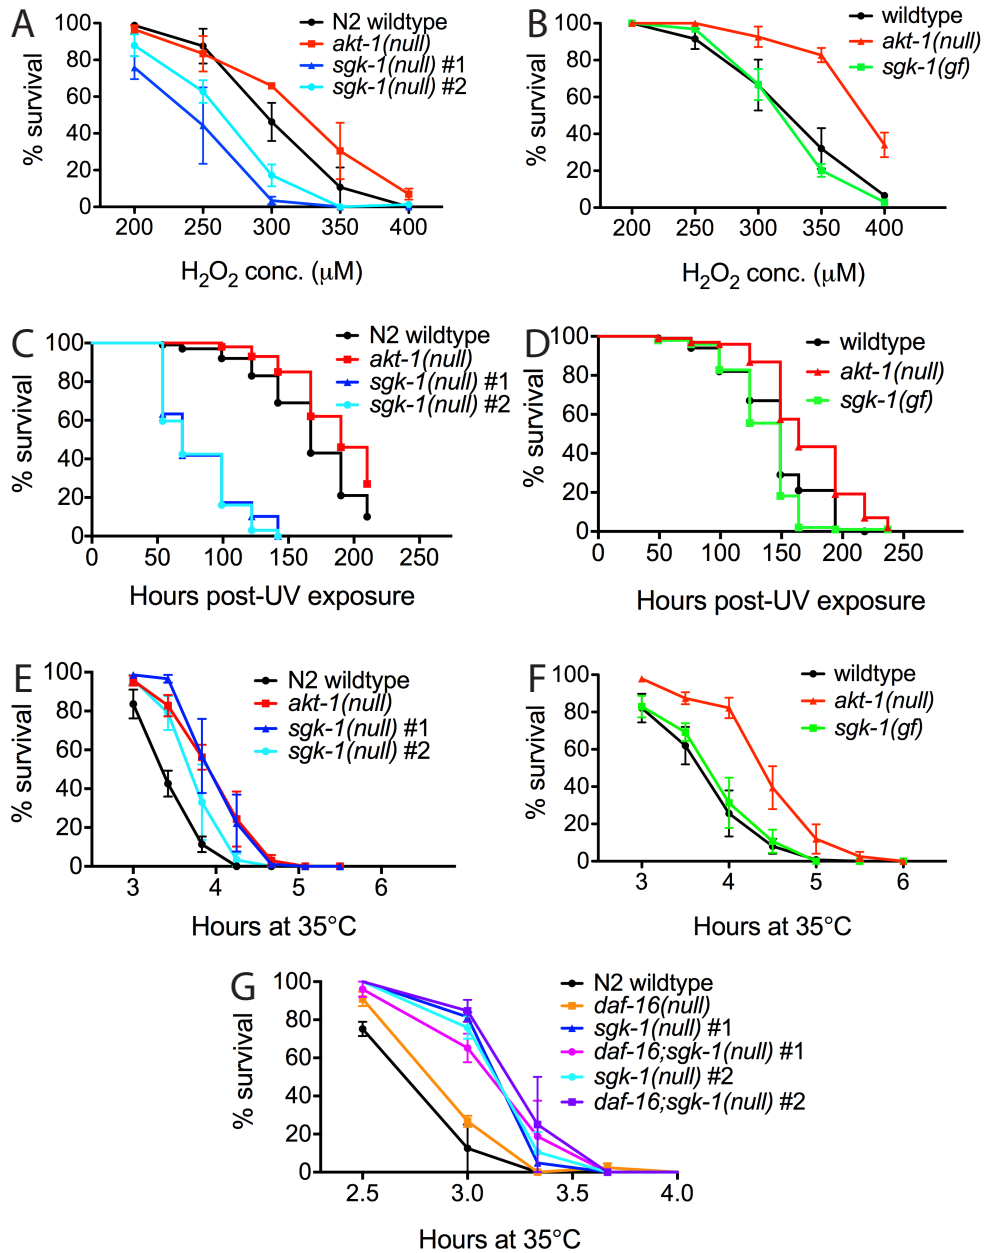 A
% survival
100
80
60
40
20
0
200 250 300 350 400
H2O2 conc. (μM)
N2 wildtype
akt-1(null)
sgk-1(null) #1
sgk-1(null) #2
B
% survival
100
80
60
40
20
0
200 250 300 350 400
H2O2 conc. (μM)
wildtype
akt-1(null)
sgk-1(gf)
C
% survival
100
80
60
40
20
0
0 50 100 150 200 250
Hours post-UV exposure
N2 wildtype
akt-1(null)
sgk-1(null) #1
sgk-1(null) #2
D
% survival
100
80
60
40
20
0
0 50 100 150 200 250
Hours post-UV exposure
wildtype
akt-1(null)
sgk-1(gf)
E
% survival
100
80
60
40
20
0
3 4 5 6
Hours at 35°C
N2 wildtype
akt-1(null)
sgk-1(null) #1
sgk-1(null) #2
F
% survival
100
80
60
40
20
0
3 4 5 6
Hours at 35°C
wildtype
akt-1(null)
sgk-1(gf)
G
% survival
100
80
60
40
20
0
2.5 3.0 3.5 4.0
Hours at 35°C
N2 wildtype
daf-16(null)
sgk-1(null) #1
daf-16;sgk-1(null) #1
sgk-1(null) #2
daf-16;sgk-1(null) #2